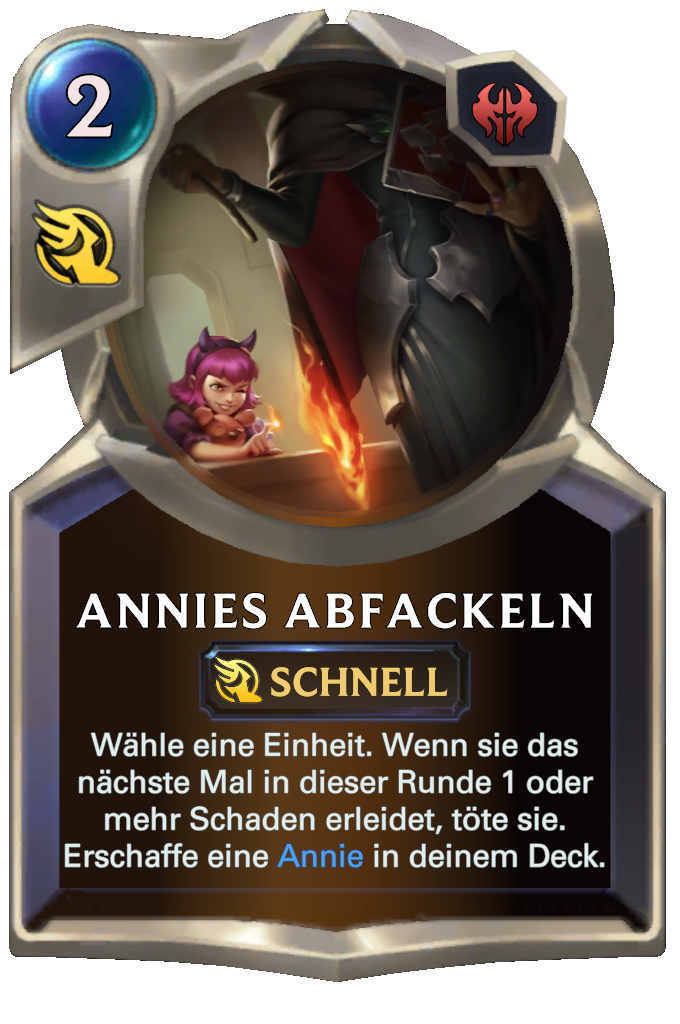 2
ANNIES ABFACKELN
SCHNELL
Wähle eine Einheit. Wenn sie das
nächste Mal in dieser Runde 1 oder
mehr Schaden erleidet, töte sie.
Erschaffe eine Annie in deinem Deck.